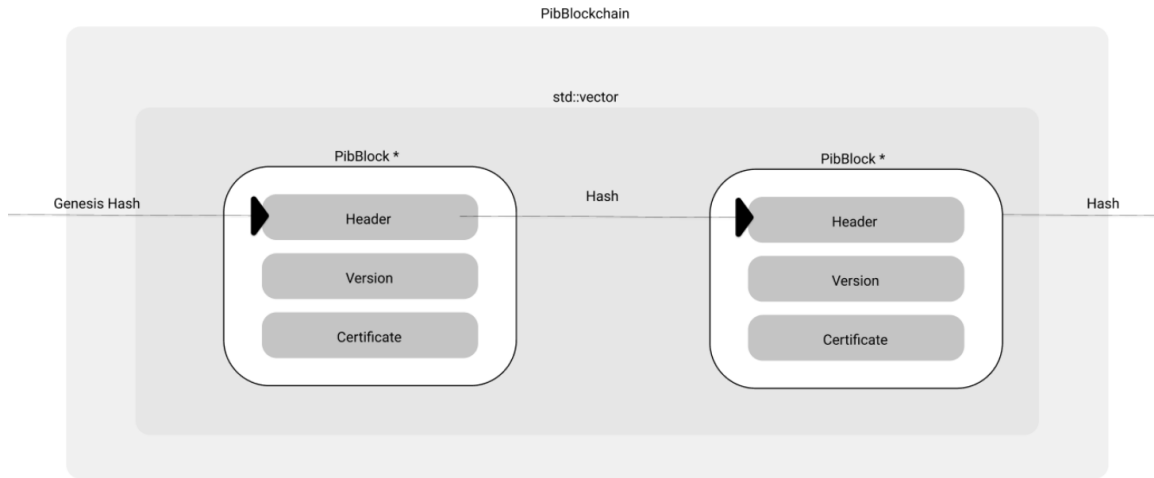 PibBlockchain
std::vector
PibBlock *
PibBlock *
Genesis Hash
Hash
Hash
Header
Version
Certificate
Header
Version
Certificate